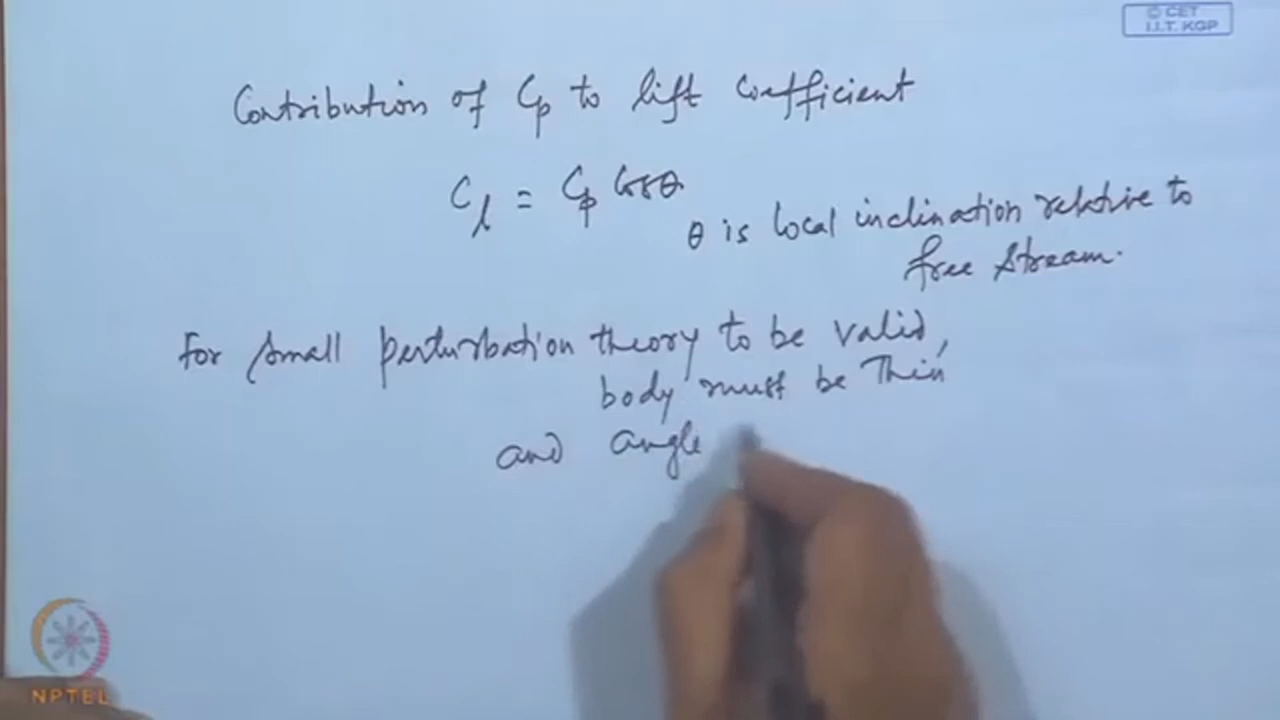 © CET
I.I.T. KGP
Contribution of Cp to lift coefficient
Cl = Cp Cosθ
θ is local inclination relative to
free stream.
For small perturbation theory to be valid,
body must be Thin
and angle
NPTEL